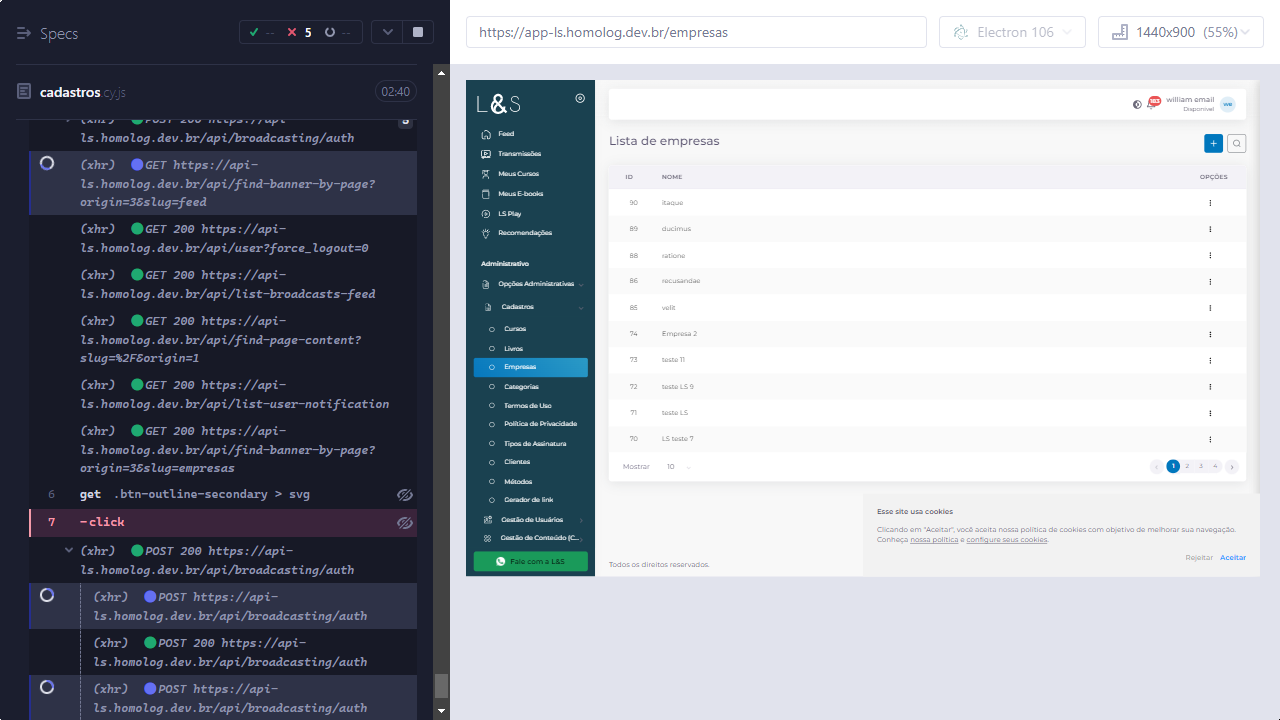 Specs
-- 5 --
cadastros cy.js
02:40
(xhr) POST 200 https://api-
ls.homolog.dev.br/api/broadcasting/auth
(xhr) GET https://api-
ls.homolog.dev.br/api/find-banner-by-page?
origin=3&slug=feed
(xhr) GET 200 https://api-
ls.homolog.dev.br/api/user?force_logout=0
(xhr) GET 200 https://api-
ls.homolog.dev.br/api/list-broadcasts-feed
(xhr) GET 200 https://api-
ls.homolog.dev.br/api/find-page-content?
slug=%2F&origin=1
(xhr) GET 200 https://api-
ls.homolog.dev.br/api/list-user-notification
(xhr) GET 200 https://api-
ls.homolog.dev.br/api/find-banner-by-page?
origin=3&slug=empresas
6 get .btn-outline-secondary > svg
7 -click
(xhr) POST 200 https://api-
ls.homolog.dev.br/api/broadcasting/auth
(xhr) POST https://api-
ls.homolog.dev.br/api/broadcasting/auth
(xhr) POST 200 https://api-
ls.homolog.dev.br/api/broadcasting/auth
(xhr) POST https://api-
ls.homolog.dev.br/api/broadcasting/auth
https://app-ls.homolog.dev.br/empresas
Electron 106
1440x900 (55%)
L&S
Feed
Transmissões
Meus Cursos
Meus E-books
LS Play
Recomendações
Administrativo
Opções Administrativas
Cadastros
Cursos
Livros
Empresas
Categorias
Termos de Uso
Política de Privacidade
Tipos de Assinatura
Clientes
Métodos
Gerador de link
Gestão de Usuários
Gestão de Conteúdo (C...
Fale com a L&S
william email
Disponível
WE
Lista de empresas
+
ID NOME OPÇÕES
90 itaque
89 ducimus
88 ratione
86 recusandae
85 velit
74 Empresa 2
73 teste 11
72 teste LS 9
71 teste LS
70 LS teste 7
Mostrar 10
‹ 1 2 3 4 ›
Esse site usa cookies
Clicando em "Aceitar", você aceita nossa política de cookies com objetivo de melhorar sua navegação.
Conheça nossa política e configure seus cookies.
Rejeitar Aceitar
Todos os direitos reservados.